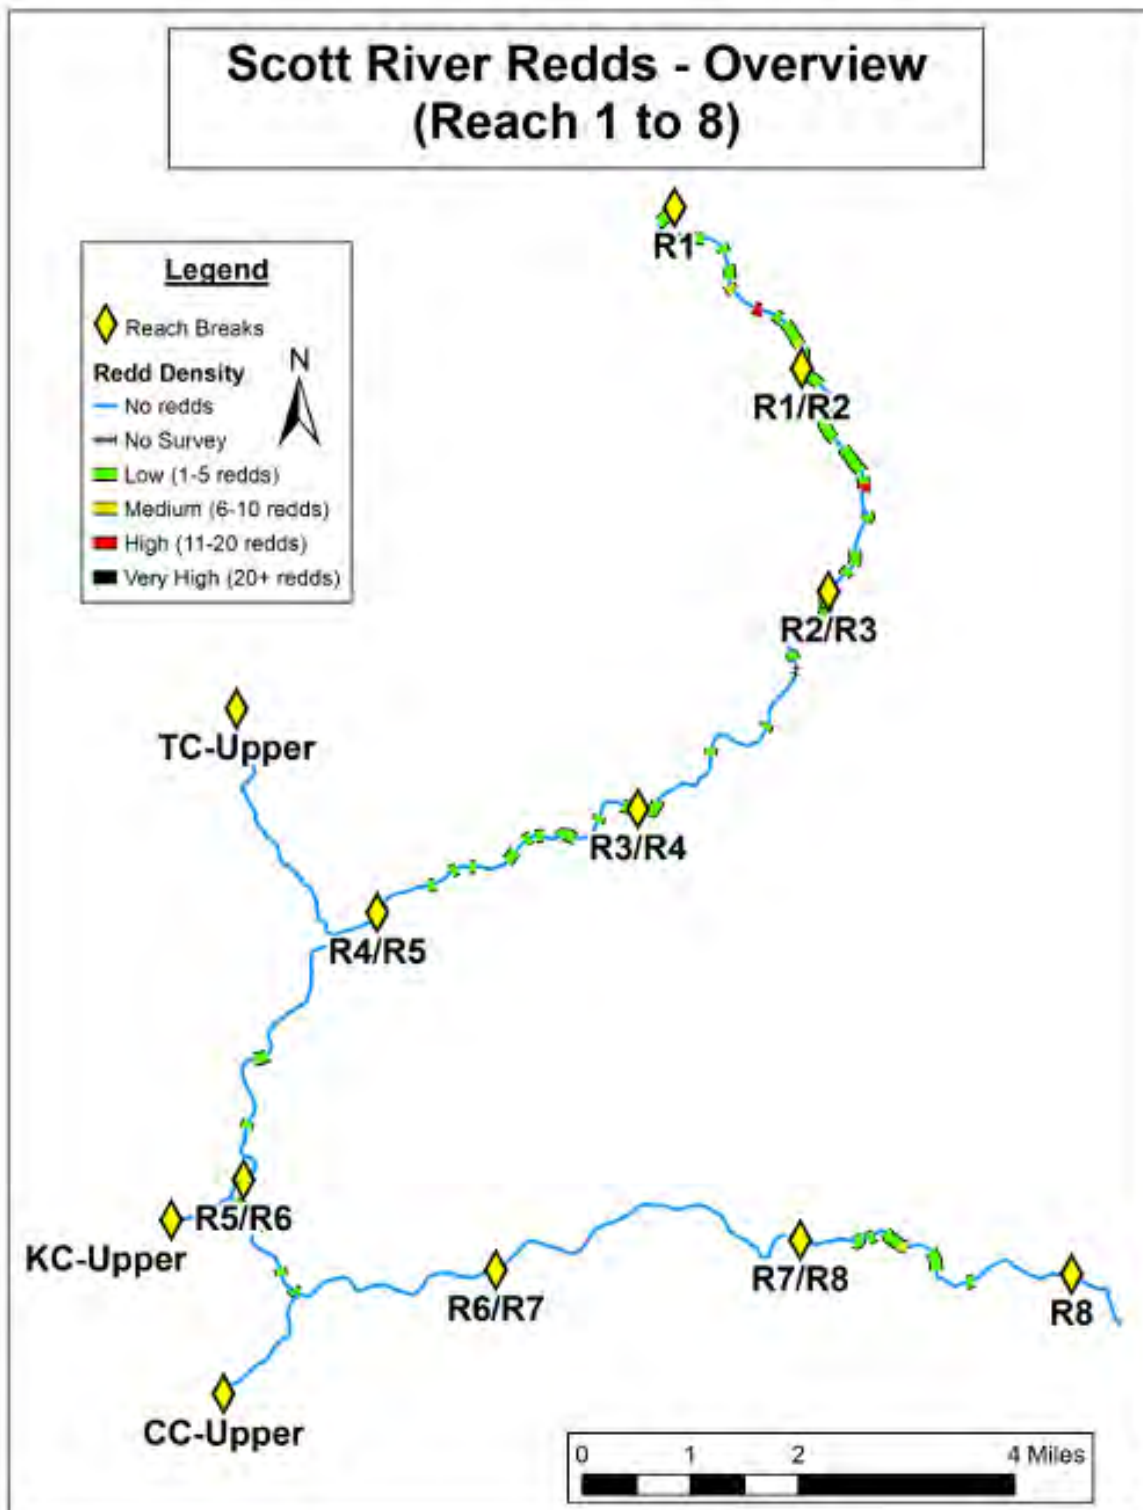 Scott River Redds - Overview
(Reach 1 to 8)
Legend
Reach Breaks
Redd Density
No redds
No Survey
Low (1-5 redds)
Medium (6-10 redds)
High (11-20 redds)
Very High (20+ redds)
N
R1
R1/R2
R2/R3
TC-Upper
R3/R4
R4/R5
R5/R6
KC-Upper
R6/R7
R7/R8
R8
CC-Upper
0 1 2 4 Miles